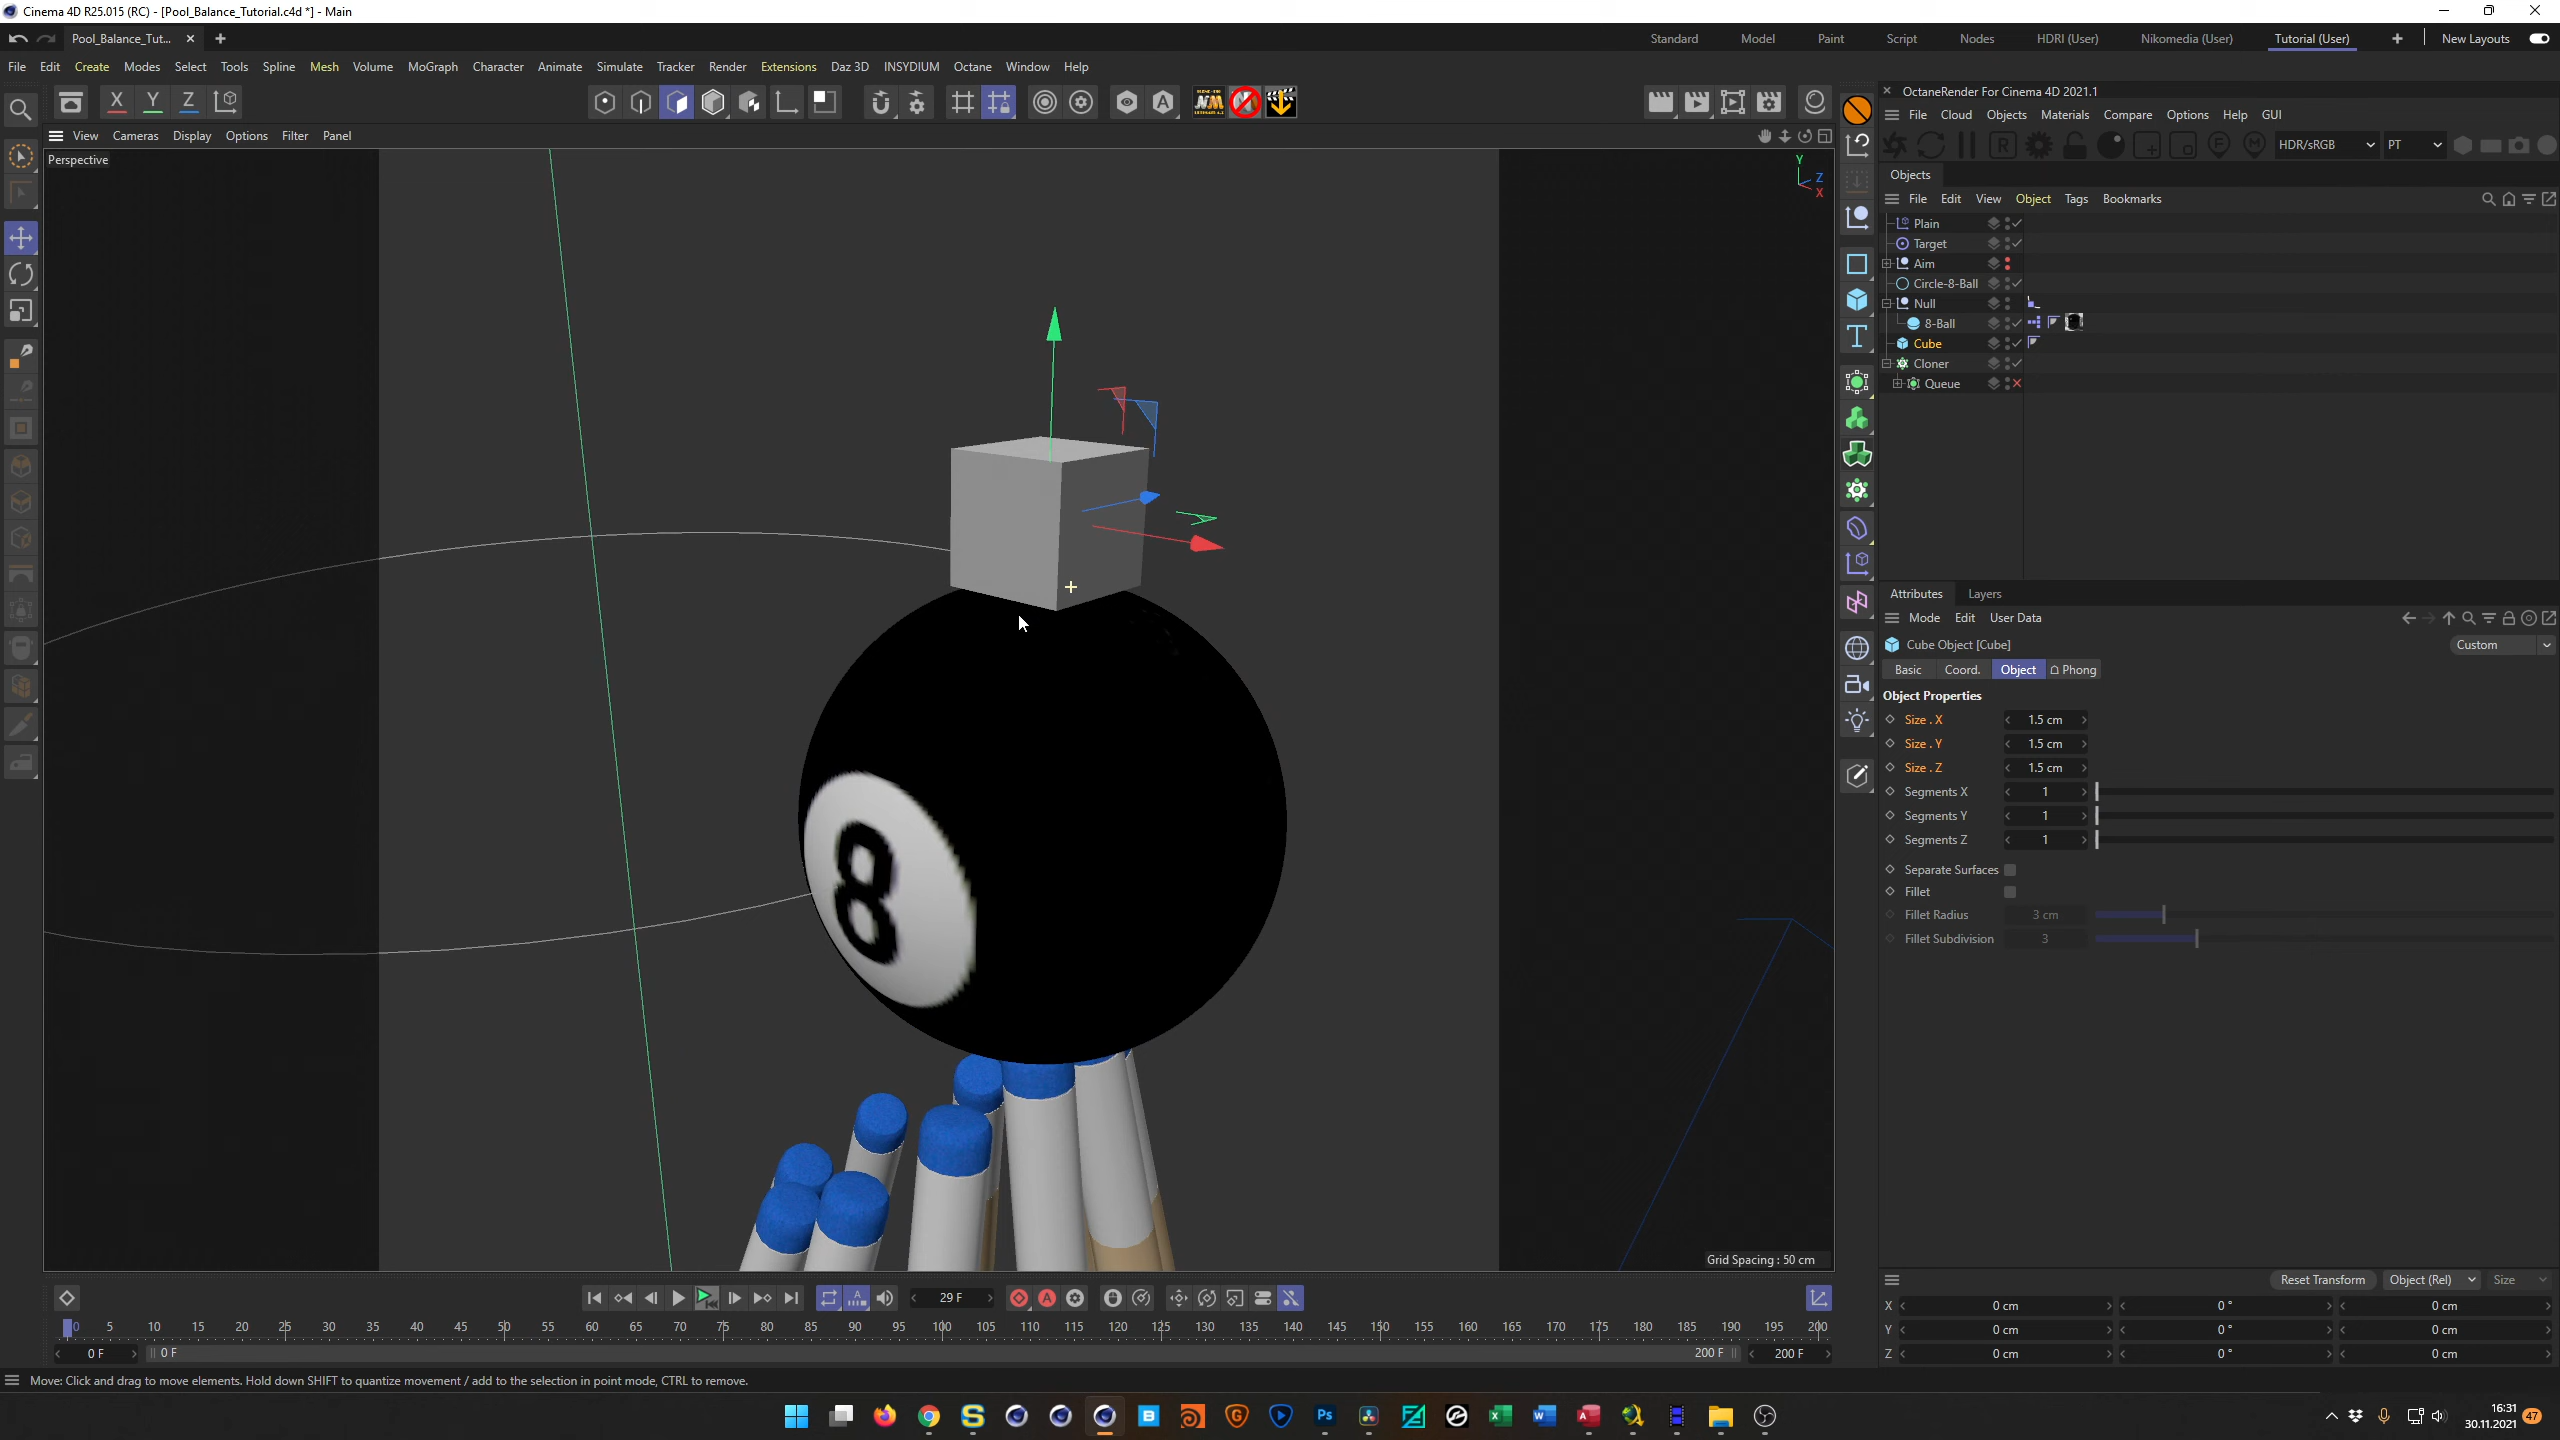 Cinema 4D R25.015 (RC) - [Pool_Balance_Tutorial.c4d *] - Main
Pool_Balance_Tut...
Standard
Model
Paint
Script
Nodes
HDRI (User)
Nikomedia (User)
Tutorial (User)
New Layouts
File Edit Create Modes Select Tools Spline Mesh Volume MoGraph Character Animate Simulate Tracker Render Extensions Daz 3D INSYDIUM Octane Window Help
X Y Z
OctaneRender For Cinema 4D 2021.1
File Cloud Objects Materials Compare Options Help GUI
HDR/sRGB
PT
View Cameras Display Options Filter Panel
Perspective
Y
Z
X
Objects
File Edit View Object Tags Bookmarks
Plain
Target
Aim
Circle-8-Ball
Null
8-Ball
Cube
Cloner
Queue
8
Attributes Layers
Mode Edit User Data
Cube Object [Cube]
Custom
Basic Coord. Object Phong
Object Properties
Size . X 1.5 cm
Size . Y 1.5 cm
Size . Z 1.5 cm
Segments X 1
Segments Y 1
Segments Z 1
Separate Surfaces
Fillet
Fillet Radius 3 cm
Fillet Subdivision 3
Grid Spacing : 50 cm
Reset Transform Object (Rel) Size
29 F
X 0 cm 0 ° 0 cm
Y 0 cm 0 ° 0 cm
Z 0 cm 0 ° 0 cm
0 5 10 15 20 25 30 35 40 45 50 55 60 65 70 75 80 85 90 95 100 105 110 115 120 125 130 135 140 145 150 155 160 165 170 175 180 185 190 195 200
0 F
0 F
200 F
200 F
Move: Click and drag to move elements. Hold down SHIFT to quantize movement / add to the selection in point mode, CTRL to remove.
16:31
30.11.2021
47